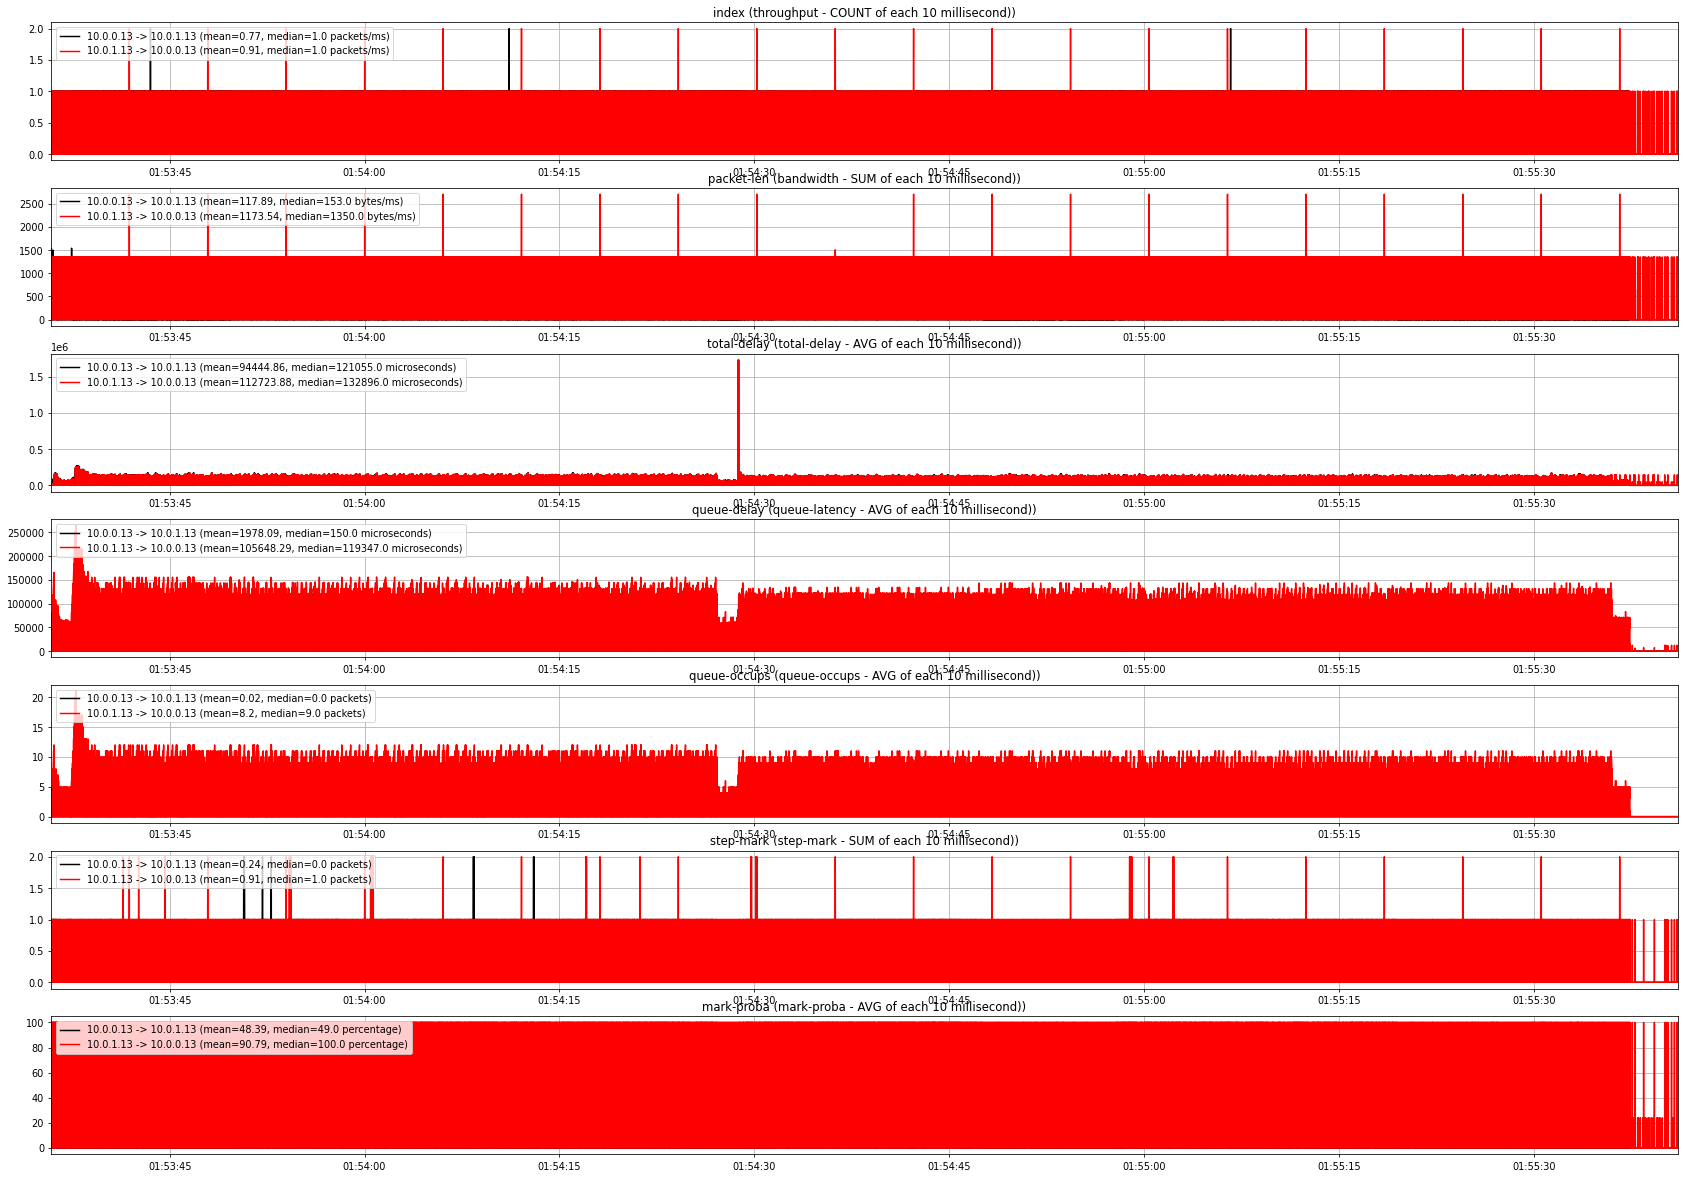 index (throughput - COUNT of each 10 millisecond))
2.0
1.5
1.0
0.5
0.0
10.0.0.13 -> 10.0.1.13 (mean=0.77, median=1.0 packets/ms)
10.0.1.13 -> 10.0.0.13 (mean=0.91, median=1.0 packets/ms)
01:53:45 01:54:00 01:54:15 01:54:30 01:54:45 01:55:00 01:55:15 01:55:30
packet-len (bandwidth - SUM of each 10 millisecond))
2500
2000
1500
1000
500
0
10.0.0.13 -> 10.0.1.13 (mean=117.89, median=153.0 bytes/ms)
10.0.1.13 -> 10.0.0.13 (mean=1173.54, median=1350.0 bytes/ms)
01:53:45 01:54:00 01:54:15 01:54:30 01:54:45 01:55:00 01:55:15 01:55:30
total-delay (total-delay - AVG of each 10 millisecond))
1e6
1.5
1.0
0.5
0.0
10.0.0.13 -> 10.0.1.13 (mean=94444.86, median=121055.0 microseconds)
10.0.1.13 -> 10.0.0.13 (mean=112723.88, median=132896.0 microseconds)
01:53:45 01:54:00 01:54:15 01:54:30 01:54:45 01:55:00 01:55:15 01:55:30
queue-delay (queue-latency - AVG of each 10 millisecond))
250000
200000
150000
100000
50000
0
10.0.0.13 -> 10.0.1.13 (mean=1978.09, median=150.0 microseconds)
10.0.1.13 -> 10.0.0.13 (mean=105648.29, median=119347.0 microseconds)
01:53:45 01:54:00 01:54:15 01:54:30 01:54:45 01:55:00 01:55:15 01:55:30
queue-occups (queue-occups - AVG of each 10 millisecond))
20
15
10
5
0
10.0.0.13 -> 10.0.1.13 (mean=0.02, median=0.0 packets)
10.0.1.13 -> 10.0.0.13 (mean=8.2, median=9.0 packets)
01:53:45 01:54:00 01:54:15 01:54:30 01:54:45 01:55:00 01:55:15 01:55:30
step-mark (step-mark - SUM of each 10 millisecond))
2.0
1.5
1.0
0.5
0.0
10.0.0.13 -> 10.0.1.13 (mean=0.24, median=0.0 packets)
10.0.1.13 -> 10.0.0.13 (mean=0.91, median=1.0 packets)
01:53:45 01:54:00 01:54:15 01:54:30 01:54:45 01:55:00 01:55:15 01:55:30
mark-proba (mark-proba - AVG of each 10 millisecond))
100
80
60
40
20
0
10.0.0.13 -> 10.0.1.13 (mean=48.39, median=49.0 percentage)
10.0.1.13 -> 10.0.0.13 (mean=90.79, median=100.0 percentage)
01:53:45 01:54:00 01:54:15 01:54:30 01:54:45 01:55:00 01:55:15 01:55:30